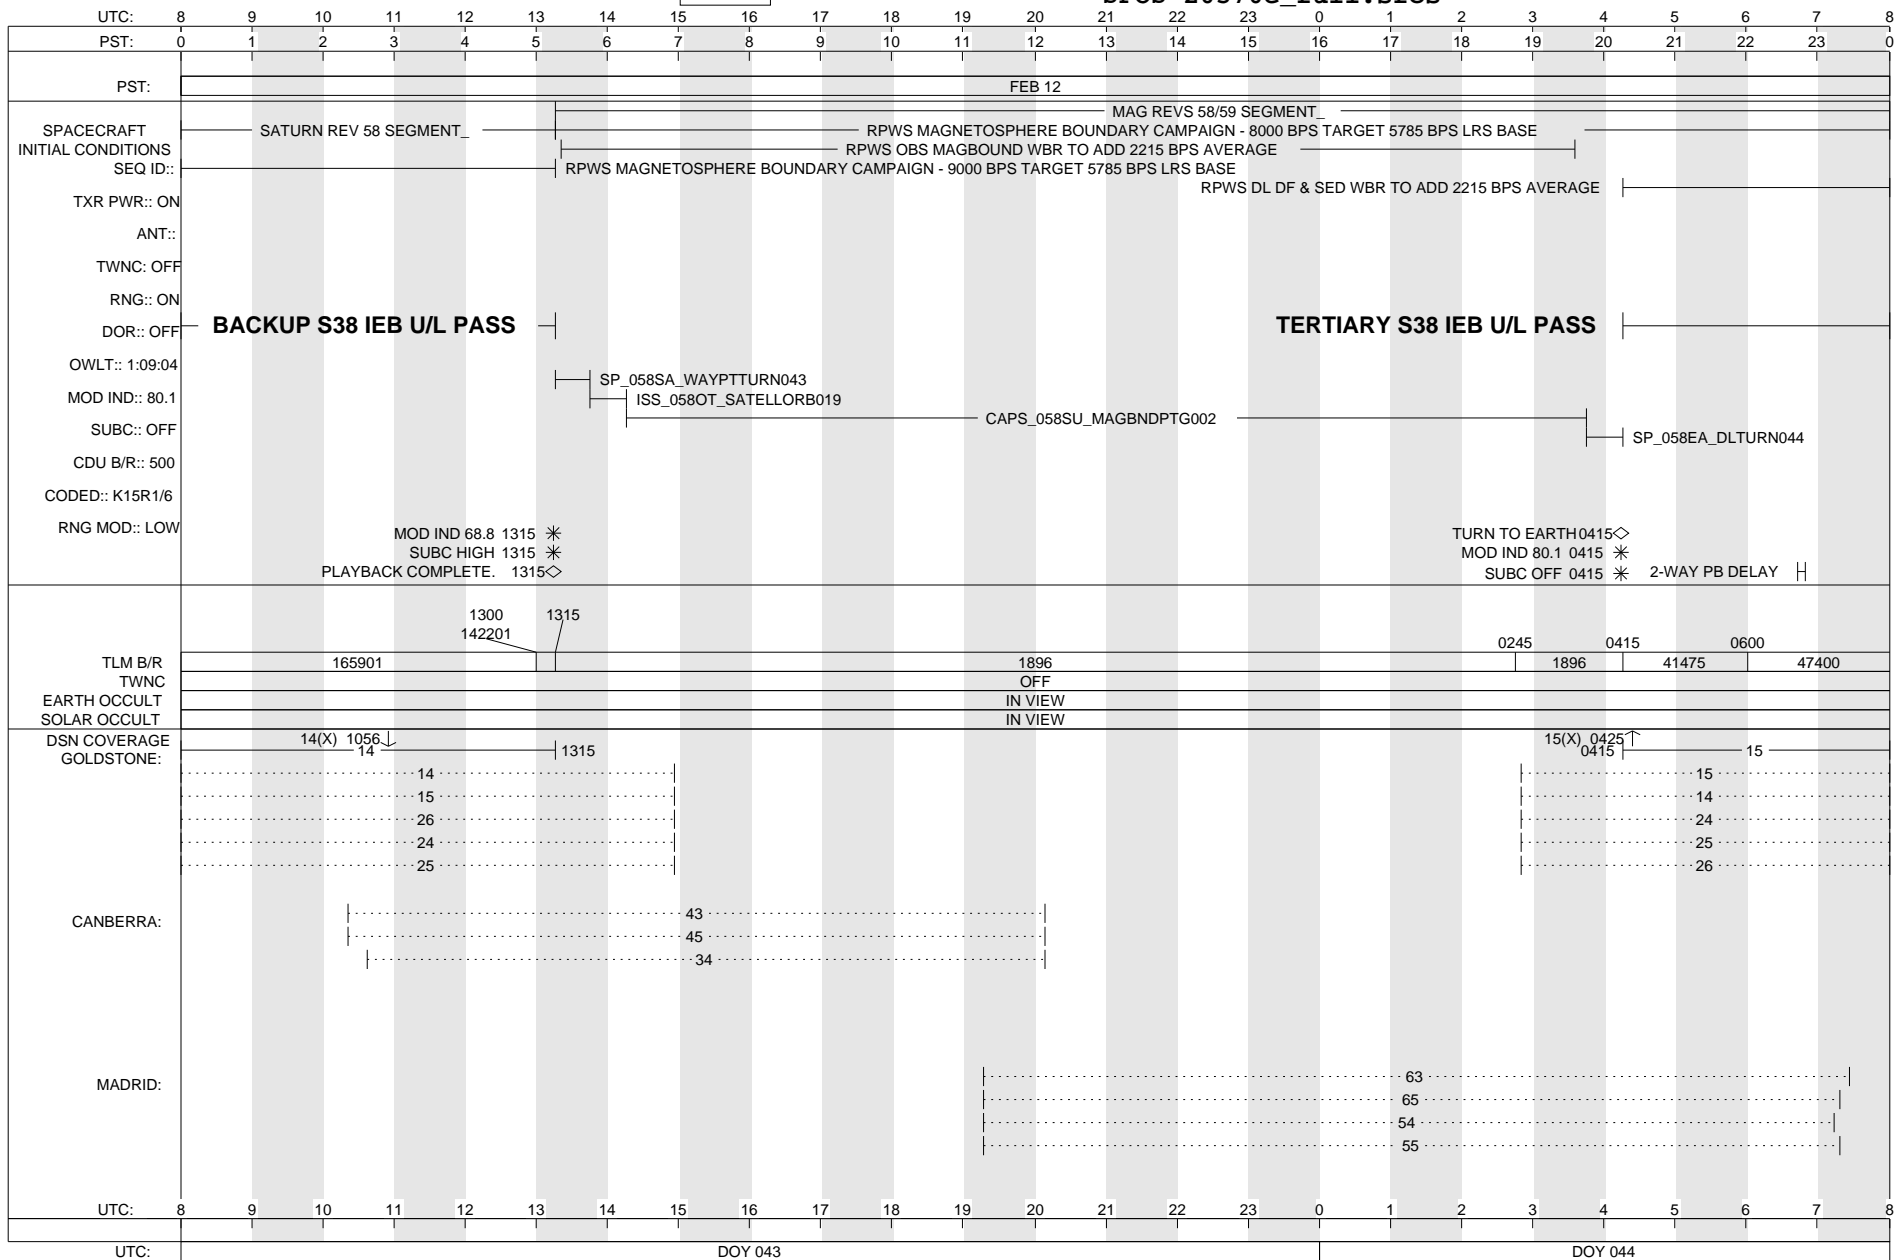 UTC: 8 9 10 11 12 13 14 15 16 17 18 19 20 21 22 23 0 1 2 3 4 5 6 7 8
PST: 0 1 2 3 4 5 6 7 8 9 10 11 12 13 14 15 16 17 18 19 20 21 22 23 0
PST: FEB 12
MAG REVS 58/59 SEGMENT_
SPACECRAFT SATURN REV 58 SEGMENT_ RPWS MAGNETOSPHERE BOUNDARY CAMPAIGN - 8000 BPS TARGET 5785 BPS LRS BASE
INITIAL CONDITIONS RPWS OBS MAGBOUND WBR TO ADD 2215 BPS AVERAGE
SEQ ID:: RPWS MAGNETOSPHERE BOUNDARY CAMPAIGN - 9000 BPS TARGET 5785 BPS LRS BASE
RPWS DL DF & SED WBR TO ADD 2215 BPS AVERAGE
TXR PWR:: ON
ANT::
TWNC: OFF
RNG:: ON
BACKUP S38 IEB U/L PASS TERTIARY S38 IEB U/L PASS
DOR:: OFF
OWLT:: 1:09:04
SP_058SA_WAYPTTURN043
MOD IND:: 80.1 ISS_058OT_SATELLORB019
CAPS_058SU_MAGBNDPTG002
SUBC:: OFF
SP_058EA_DLTURN044
CDU B/R:: 500
CODED:: K15R1/6
RNG MOD:: LOW
MOD IND 68.8 1315 TURN TO EARTH0415
SUBC HIGH 1315 MOD IND 80.1 0415
PLAYBACK COMPLETE. 1315 SUBC OFF 0415 2-WAY PB DELAY
1300 1315
142201
0245 0415 0600
TLM B/R 165901 1896 1896 41475 47400
TWNC OFF
EARTH OCCULT IN VIEW
SOLAR OCCULT IN VIEW
DSN COVERAGE 14(X) 1056 15(X) 0425
GOLDSTONE: 14 1315 0415 15
14 15
15 14
26 24
24 25
25 26
CANBERRA: 43
45
34
MADRID: 63
65
54
55
UTC: 8 9 10 11 12 13 14 15 16 17 18 19 20 21 22 23 0 1 2 3 4 5 6 7 8
UTC: DOY 043 DOY 044